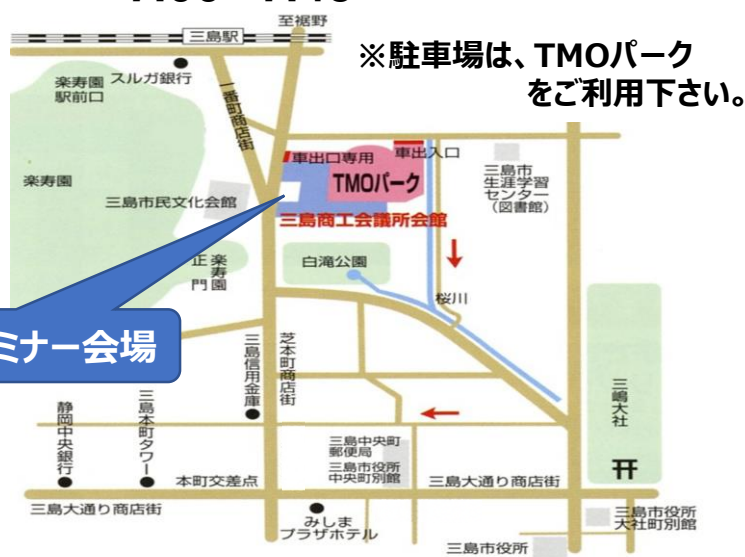 至裾野
三島駅
※駐車場は、TMOパーク
をご利用下さい。
スルガ銀行
楽寿園
駅前口
一番町商店街
車出口専用
車出入口
TMOパーク
三島市
生涯学習
センター
（図書館）
楽寿園
三島市民文化会館
三島商工会議所会館
楽寿園
正門
白滝公園
桜川
ミナー会場
三島信用金庫
芝本町商店街
三嶋大社
静岡中央銀行
三島本町タワー
三島中央町
郵便局
三島市役所
中央町別館
本町交差点
三島大通り商店街
三島大通り商店街
みしま
プラザホテル
三島市役所
大社町別館
三島市役所